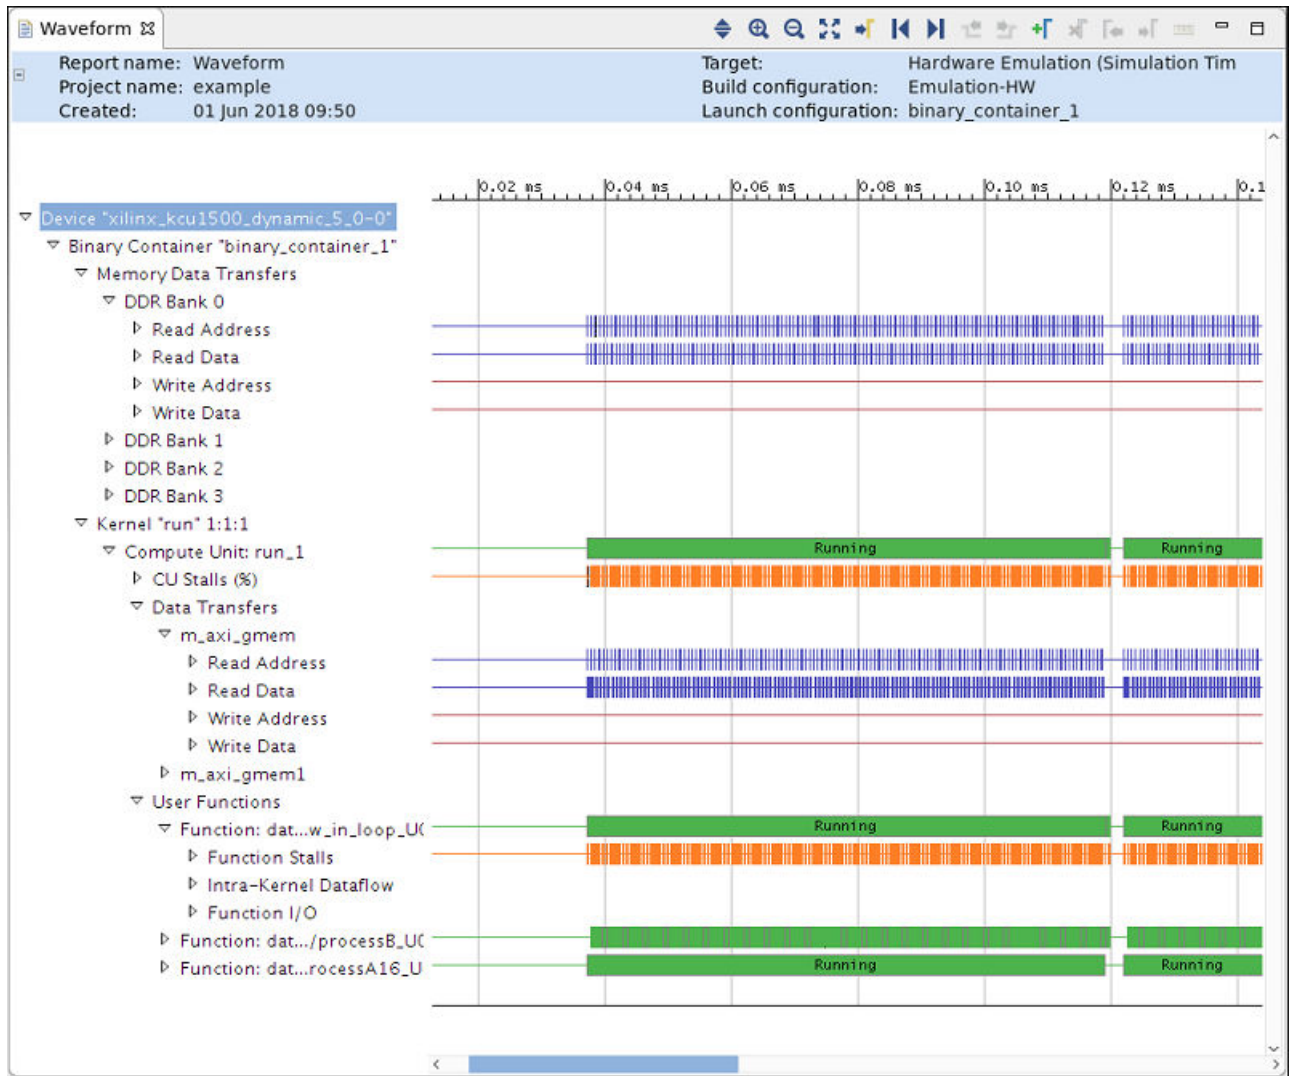 Waveform
Report name: Waveform
Target: Hardware Emulation (Simulation Tim
Project name: example
Build configuration: Emulation-HW
Created: 01 Jun 2018 09:50
Launch configuration: binary_container_1
0.02 ms 0.04 ms 0.06 ms 0.08 ms 0.10 ms 0.12 ms 0.1
Device "xilinx_kcu1500_dynamic_5_0-0"
Binary Container "binary_container_1"
Memory Data Transfers
DDR Bank 0
Read Address
Read Data
Write Address
Write Data
DDR Bank 1
DDR Bank 2
DDR Bank 3
Kernel "run" 1:1:1
Compute Unit: run_1 Running Running
CU Stalls (%)
Data Transfers
m_axi_gmem
Read Address
Read Data
Write Address
Write Data
m_axi_gmem1
User Functions
Function: dat...w_in_loop_U( Running Running
Function Stalls
Intra-Kernel Dataflow
Function I/O
Function: dat.../processB_U(
Function: dat...rocessA16_U Running Running